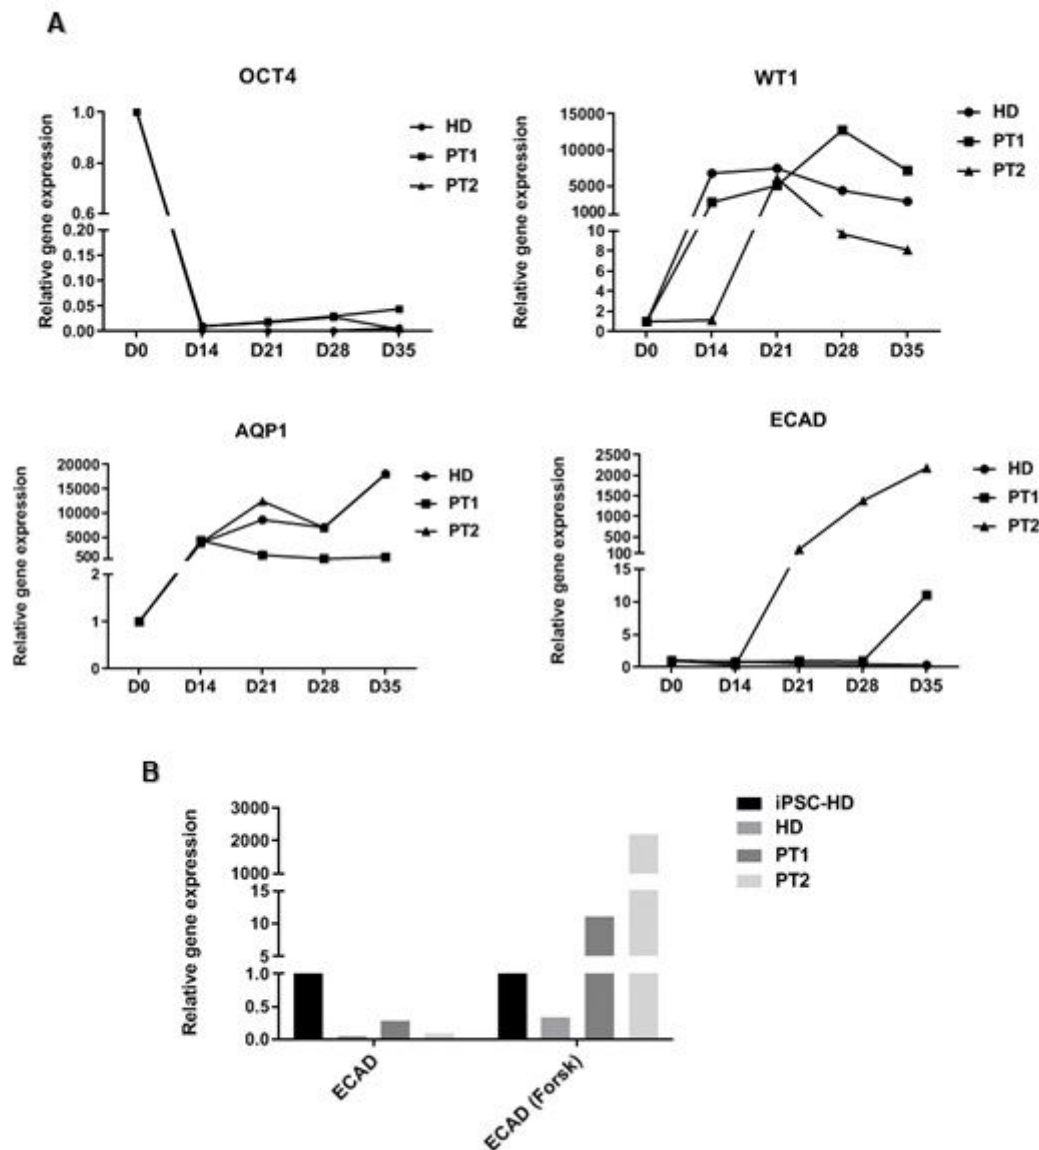 A
OCT4
Relative gene expression
1.0
0.8
0.6
0.20
0.15
0.10
0.05
0.00
D0 D14 D21 D28 D35
HD
PT1
PT2
WT1
Relative gene expression
15000
10000
5000
1000
10
8
6
4
2
0
D0 D14 D21 D28 D35
HD
PT1
PT2
AQP1
Relative gene expression
20000
15000
10000
5000
500
2
1
0
D0 D14 D21 D28 D35
HD
PT1
PT2
ECAD
Relative gene expression
2500
2000
1500
1000
500
100
15
10
5
0
D0 D14 D21 D28 D35
HD
PT1
PT2
B
Relative gene expression
3000
2000
1000
15
10
5
1.0
0.5
0.0
ECAD
ECAD (Forsk)
iPSC-HD
HD
PT1
PT2